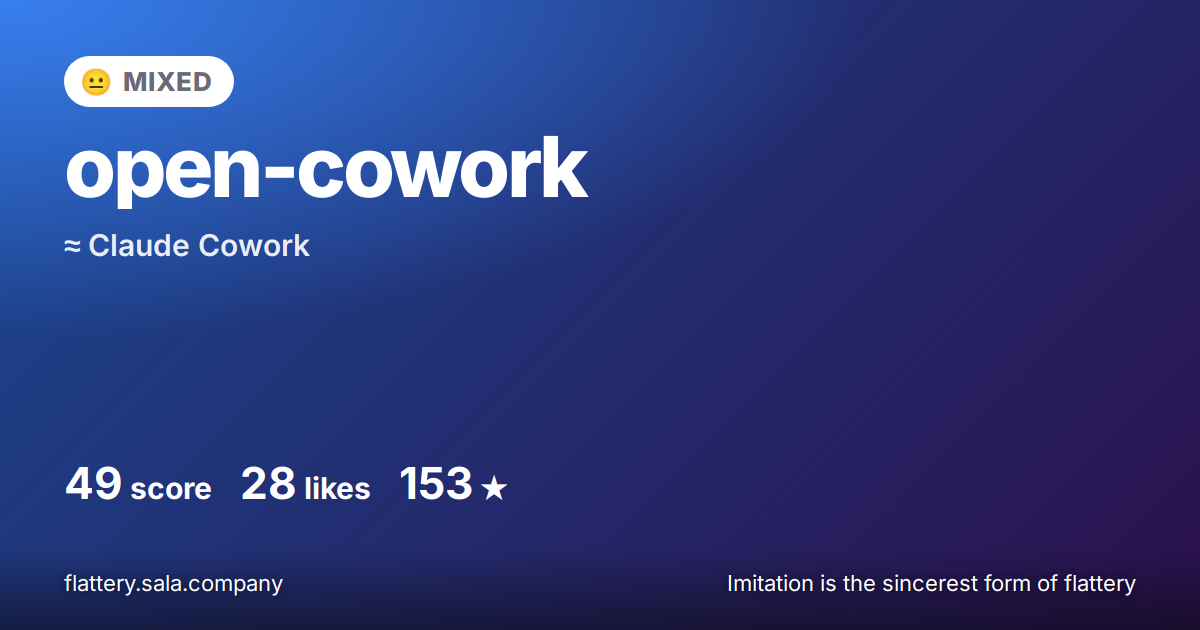 😐 MIXED
open-cowork
≈ Claude Cowork
49 score 28 likes 153 ★
flattery.sala.company
Imitation is the sincerest form of flattery